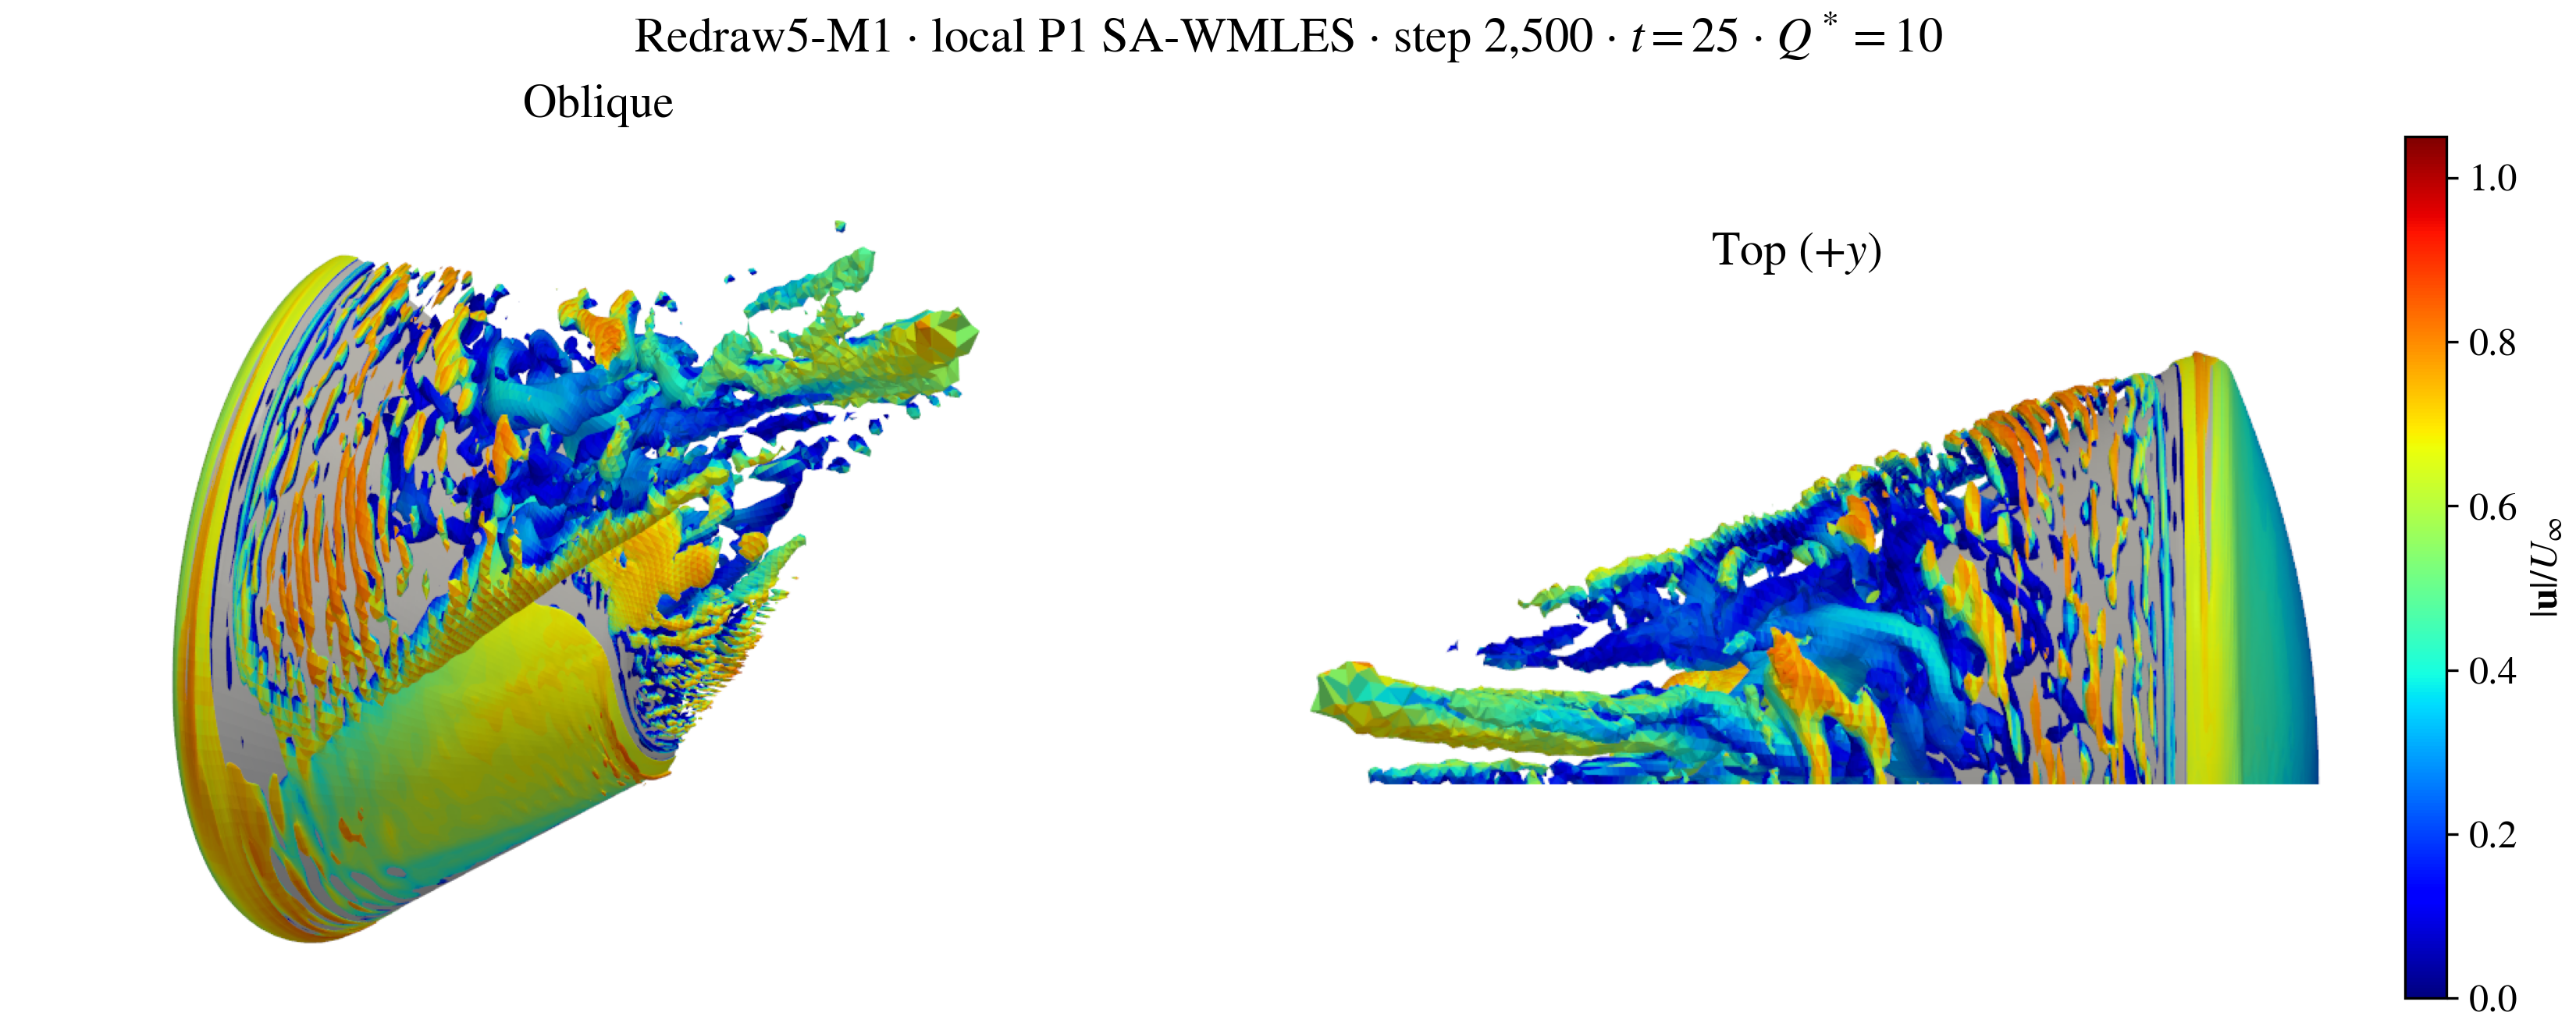 Redraw5-M1 · local P1 SA-WMLES · step 2,500 · t=25 · Q* = 10
Oblique
Top (+y)
1.0
0.8
0.6
0.4
0.2
0.0
|u|/U∞